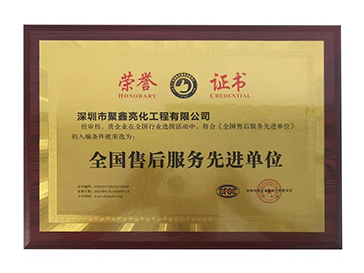 荣誉 证书
HONORARY CREDENTIAL
深圳市聚鑫亮化工程有限公司
经审核，贵企业在全国行业选拔活动中，符合《全国售后服务先进单位》
的入编条件被荣选为：
全国售后服务先进单位
CFGC